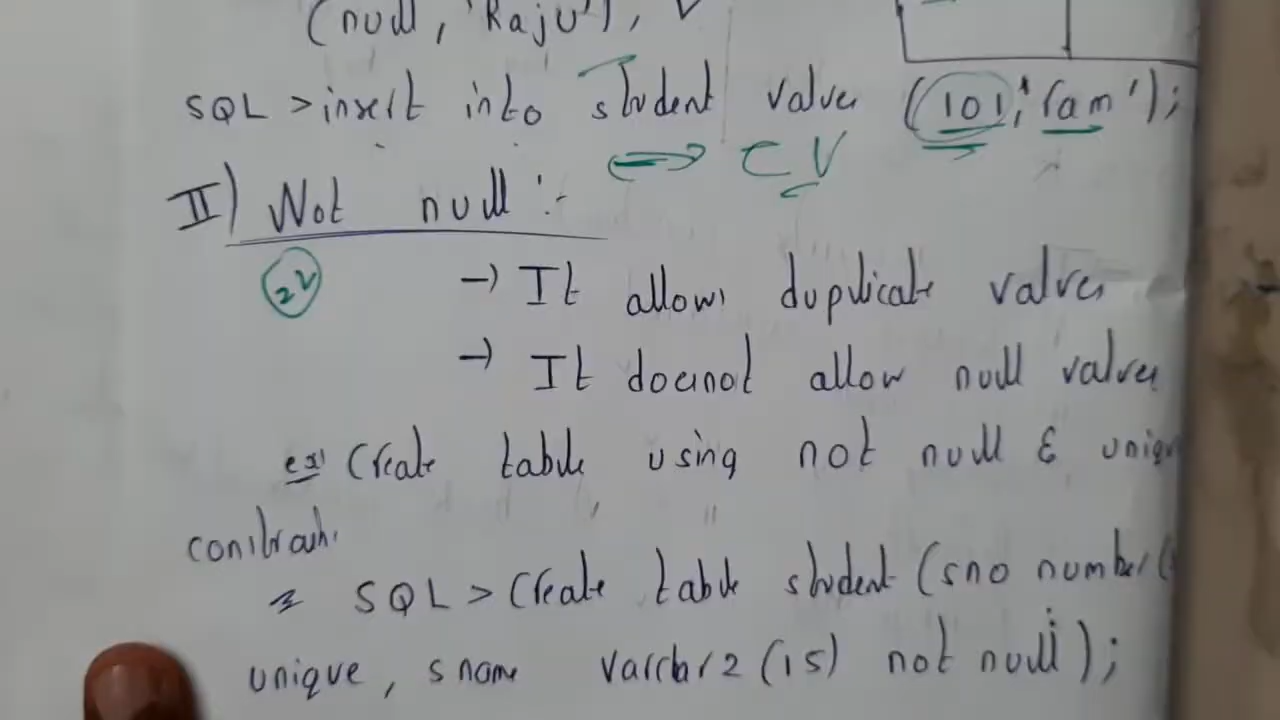 (null, 'Raju'),
SQL > insert into student values (101, 'ram');
CV
II) Not null :-
2V
→ It allows duplicate values
→ It doesnot allow null values
ex: Create table using not null & uniqu
constraint
SQL > Create table student (sno number(
unique, sname varchar2 (15) not null);